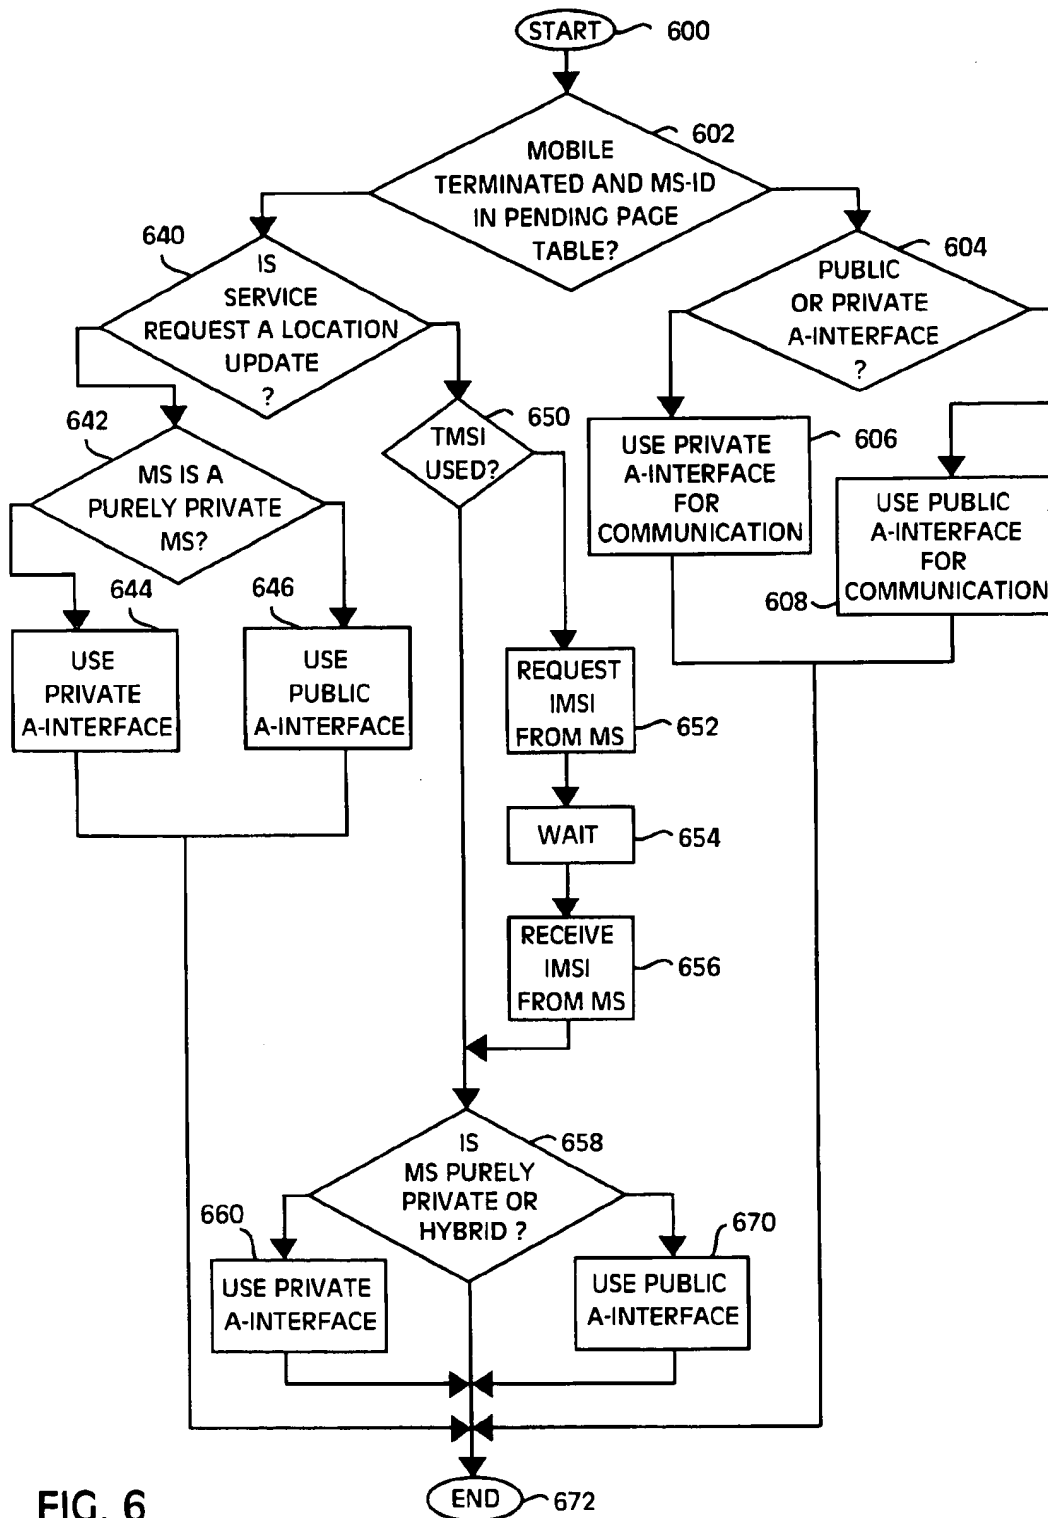 START
600
602
MOBILE
TERMINATED AND MS-ID
IN PENDING PAGE
TABLE?
640
IS
SERVICE
REQUEST A LOCATION
UPDATE
?
604
PUBLIC
OR PRIVATE
A-INTERFACE
?
642
MS IS A
PURELY PRIVATE
MS?
650
TMSI
USED?
606
USE PRIVATE
A-INTERFACE
FOR
COMMUNICATION
USE PUBLIC
A-INTERFACE
FOR
COMMUNICATION
608
644
USE
PRIVATE
A-INTERFACE
646
USE
PUBLIC
A-INTERFACE
REQUEST
IMSI
FROM MS
652
WAIT
654
RECEIVE
IMSI
FROM MS
656
IS
MS PURELY
PRIVATE OR
HYBRID ?
658
660
USE PRIVATE
A-INTERFACE
670
USE PUBLIC
A-INTERFACE
END
672
FIG. 6